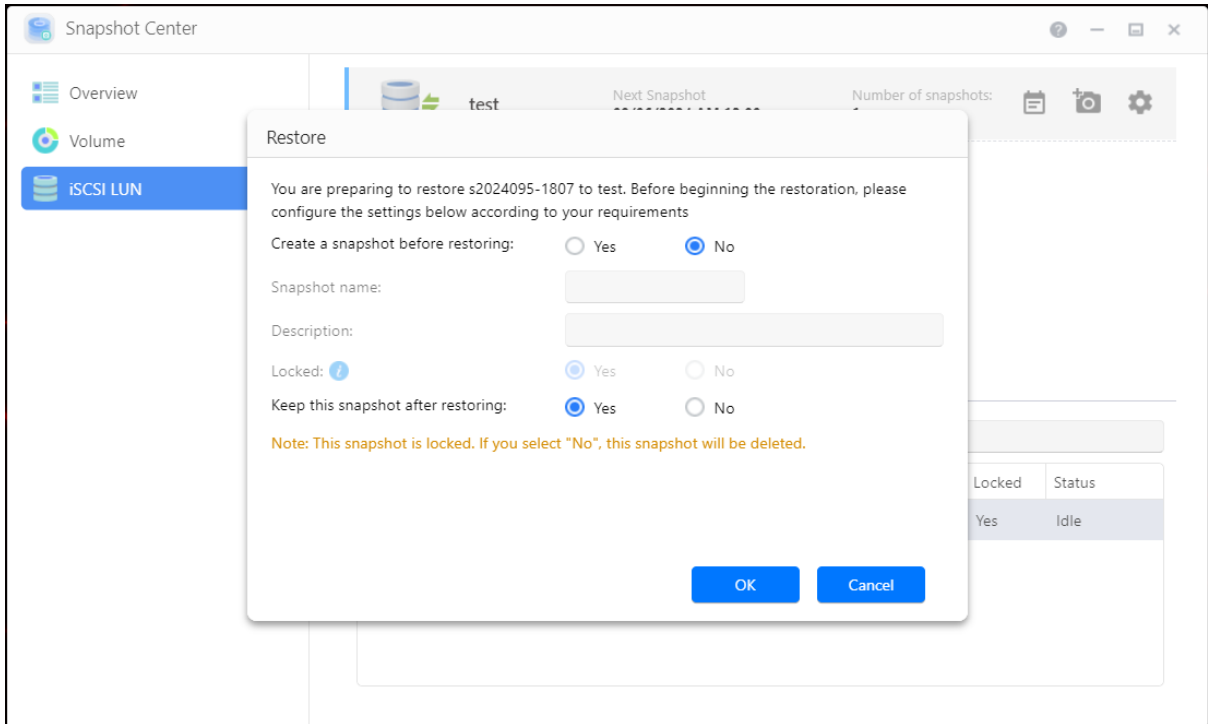 Snapshot Center
Overview
Volume
iSCSI LUN
test
Next Snapshot
Number of snapshots:
Restore
You are preparing to restore s2024095-1807 to test. Before beginning the restoration, please
configure the settings below according to your requirements
Create a snapshot before restoring: Yes No
Snapshot name:
Description:
Locked: Yes No
Keep this snapshot after restoring: Yes No
Note: This snapshot is locked. If you select "No", this snapshot will be deleted.
OK Cancel
Locked Status
Yes Idle